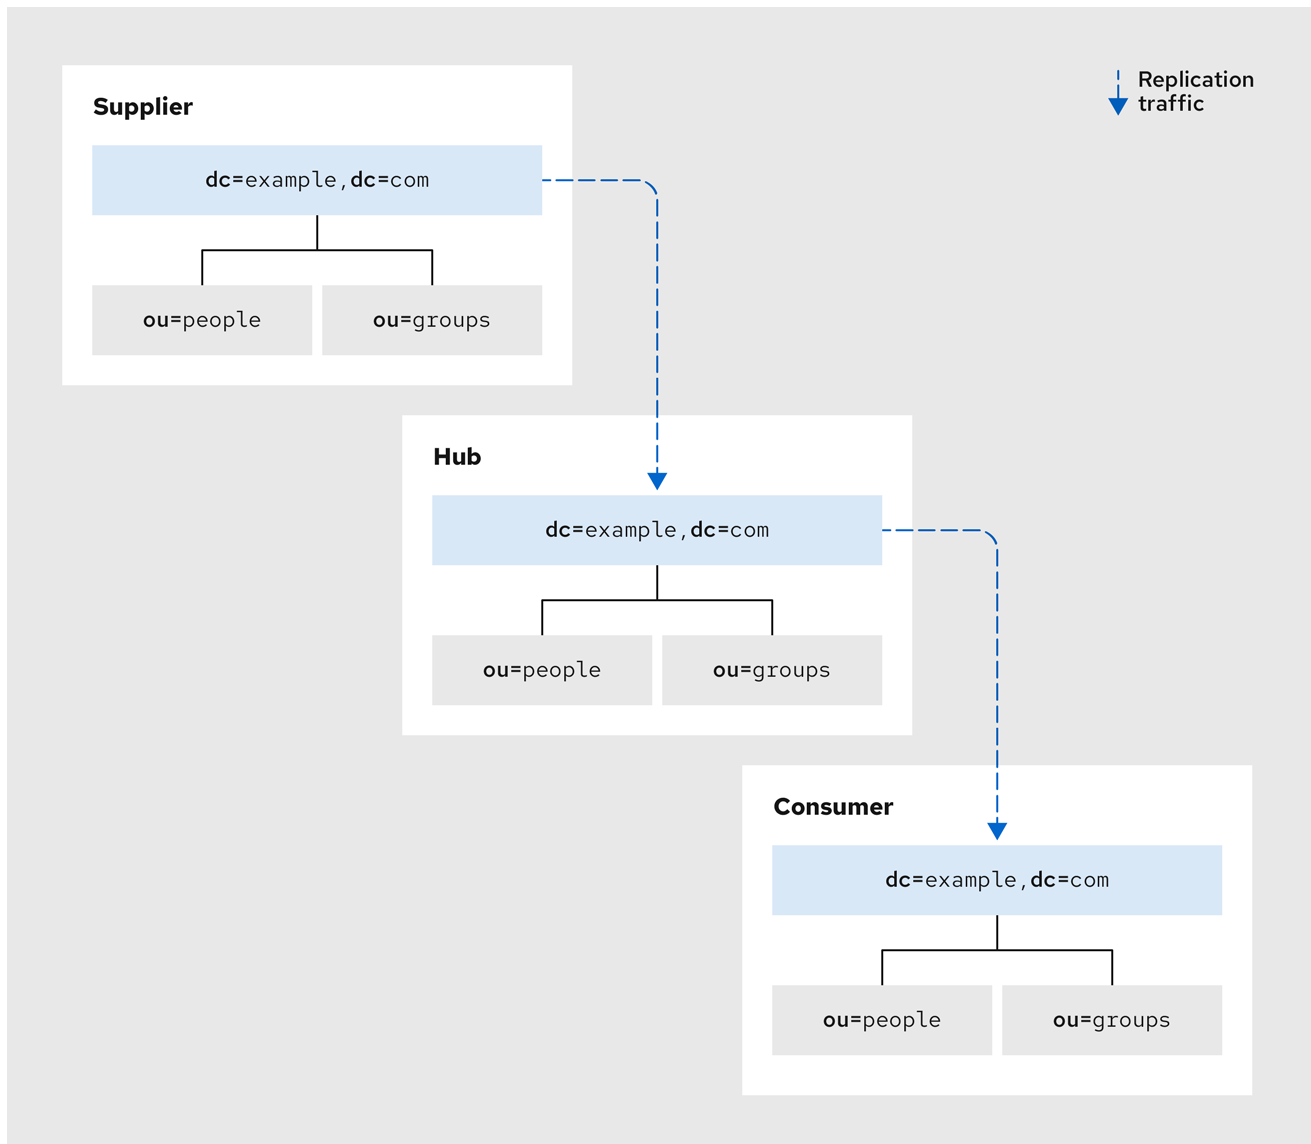 Replication
traffic
Supplier
dc=example,dc=com
ou=people
ou=groups
Hub
dc=example,dc=com
ou=people
ou=groups
Consumer
dc=example,dc=com
ou=people
ou=groups